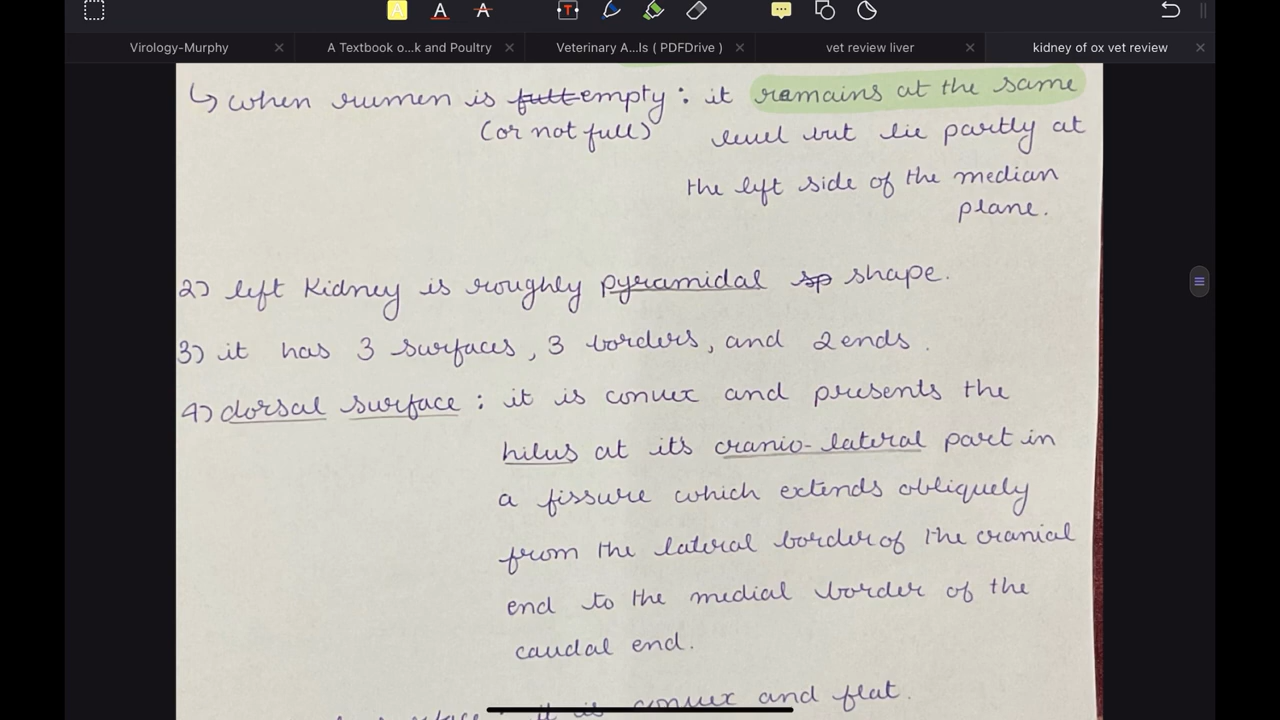 Virology-Murphy
A Textbook o...k and Poultry
Veterinary A...ls ( PDFDrive )
vet review liver
kidney of ox vet review
↳ when rumen is full empty : it remains at the same
(or not full) level but lie partly at
the left side of the median
plane.
2) left Kidney is roughly pyramidal sp shape.
3) it has 3 surfaces, 3 borders, and 2 ends.
4) dorsal surface : it is convex and presents the
hilus at its cranio-lateral part in
a fissure which extends obliquely
from the lateral border of the cranial
end to the medial border of the
caudal end.
it is convex and flat.